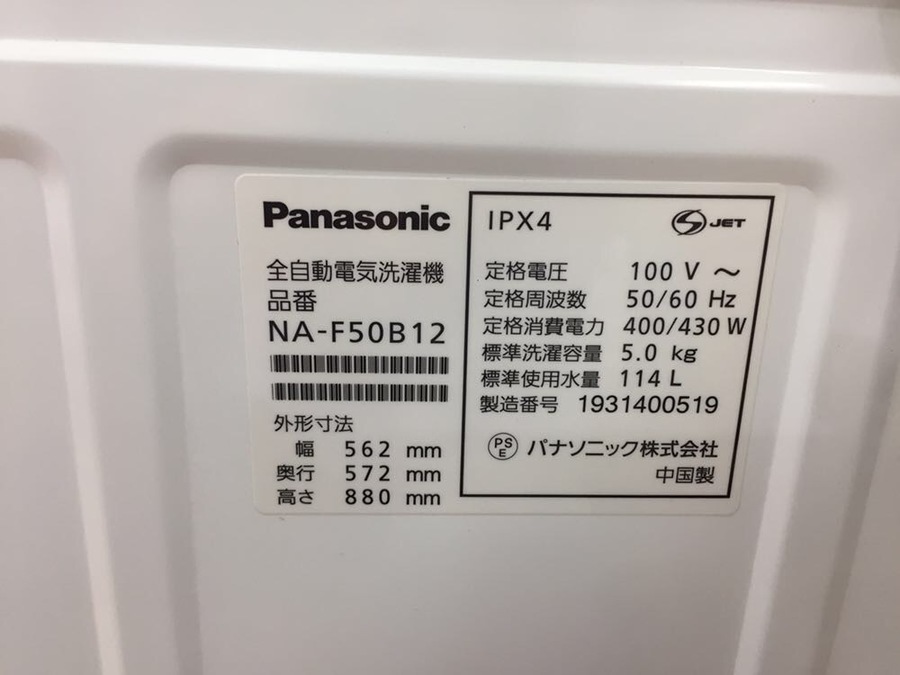 Panasonic
全自動電気洗濯機
品番
NA-F50B12
外形寸法
幅 562 mm
奥行 572 mm
高さ 880 mm
IPX4
S JET
定格電圧 100 V ～
定格周波数 50/60 Hz
定格消費電力 400/430 W
標準洗濯容量 5.0 kg
標準使用水量 114 L
製造番号 1931400519
PS
E パナソニック株式会社
中国製